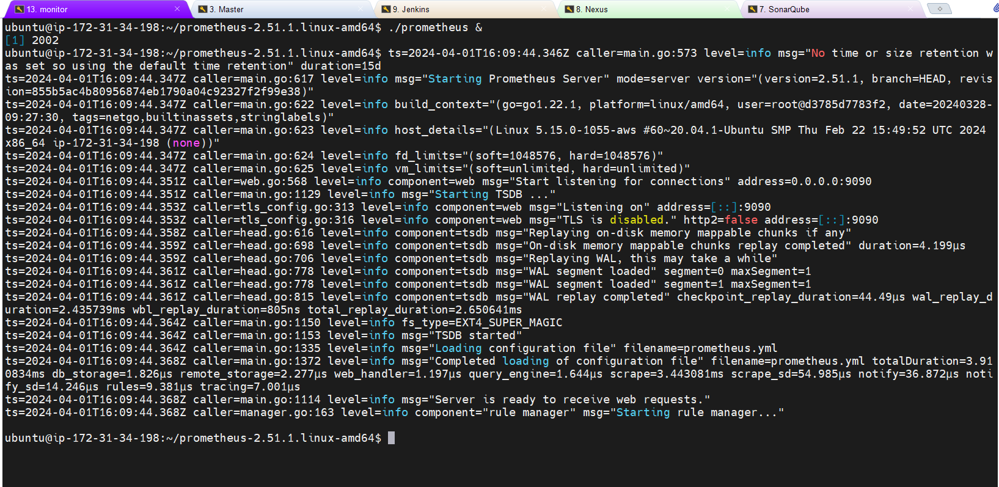 13. monitor
3. Master
9. Jenkins
8. Nexus
7. SonarQube
ubuntu@ip-172-31-34-198:~/prometheus-2.51.1.linux-amd64$ ./prometheus &
[1] 2002
ubuntu@ip-172-31-34-198:~/prometheus-2.51.1.linux-amd64$ ts=2024-04-01T16:09:44.346Z caller=main.go:573 level=info msg="No time or size retention w
as set so using the default time retention" duration=15d
ts=2024-04-01T16:09:44.347Z caller=main.go:617 level=info msg="Starting Prometheus Server" mode=server version="(version=2.51.1, branch=HEAD, revis
ion=855b5ac4b80956874eb1790a04c92327f2f99e38)"
ts=2024-04-01T16:09:44.347Z caller=main.go:622 level=info build_context="(go=go1.22.1, platform=linux/amd64, user=root@d3785d7783f2, date=20240328-
09:27:30, tags=netgo,builtinassets,stringlabels)"
ts=2024-04-01T16:09:44.347Z caller=main.go:623 level=info host_details="(Linux 5.15.0-1055-aws #60~20.04.1-Ubuntu SMP Thu Feb 22 15:49:52 UTC 2024
x86_64 ip-172-31-34-198 (none))"
ts=2024-04-01T16:09:44.347Z caller=main.go:624 level=info fd_limits="(soft=1048576, hard=1048576)"
ts=2024-04-01T16:09:44.347Z caller=main.go:625 level=info vm_limits="(soft=unlimited, hard=unlimited)"
ts=2024-04-01T16:09:44.351Z caller=web.go:568 level=info component=web msg="Start listening for connections" address=0.0.0.0:9090
ts=2024-04-01T16:09:44.351Z caller=main.go:1129 level=info msg="Starting TSDB ..."
ts=2024-04-01T16:09:44.353Z caller=tls_config.go:313 level=info component=web msg="Listening on" address=[::]:9090
ts=2024-04-01T16:09:44.353Z caller=tls_config.go:316 level=info component=web msg="TLS is disabled." http2=false address=[::]:9090
ts=2024-04-01T16:09:44.358Z caller=head.go:616 level=info component=tsdb msg="Replaying on-disk memory mappable chunks if any"
ts=2024-04-01T16:09:44.359Z caller=head.go:698 level=info component=tsdb msg="On-disk memory mappable chunks replay completed" duration=4.199µs
ts=2024-04-01T16:09:44.359Z caller=head.go:706 level=info component=tsdb msg="Replaying WAL, this may take a while"
ts=2024-04-01T16:09:44.361Z caller=head.go:778 level=info component=tsdb msg="WAL segment loaded" segment=0 maxSegment=1
ts=2024-04-01T16:09:44.361Z caller=head.go:778 level=info component=tsdb msg="WAL segment loaded" segment=1 maxSegment=1
ts=2024-04-01T16:09:44.361Z caller=head.go:815 level=info component=tsdb msg="WAL replay completed" checkpoint_replay_duration=44.49µs wal_replay_d
uration=2.435739ms wbl_replay_duration=805ns total_replay_duration=2.650641ms
ts=2024-04-01T16:09:44.364Z caller=main.go:1150 level=info fs_type=EXT4_SUPER_MAGIC
ts=2024-04-01T16:09:44.364Z caller=main.go:1153 level=info msg="TSDB started"
ts=2024-04-01T16:09:44.364Z caller=main.go:1335 level=info msg="Loading configuration file" filename=prometheus.yml
ts=2024-04-01T16:09:44.368Z caller=main.go:1372 level=info msg="Completed loading of configuration file" filename=prometheus.yml totalDuration=3.91
0834ms db_storage=1.826µs remote_storage=2.277µs web_handler=1.197µs query_engine=1.644µs scrape=3.443081ms scrape_sd=54.985µs notify=36.872µs noti
fy_sd=14.246µs rules=9.381µs tracing=7.001µs
ts=2024-04-01T16:09:44.368Z caller=main.go:1114 level=info msg="Server is ready to receive web requests."
ts=2024-04-01T16:09:44.368Z caller=manager.go:163 level=info component="rule manager" msg="Starting rule manager..."
ubuntu@ip-172-31-34-198:~/prometheus-2.51.1.linux-amd64$